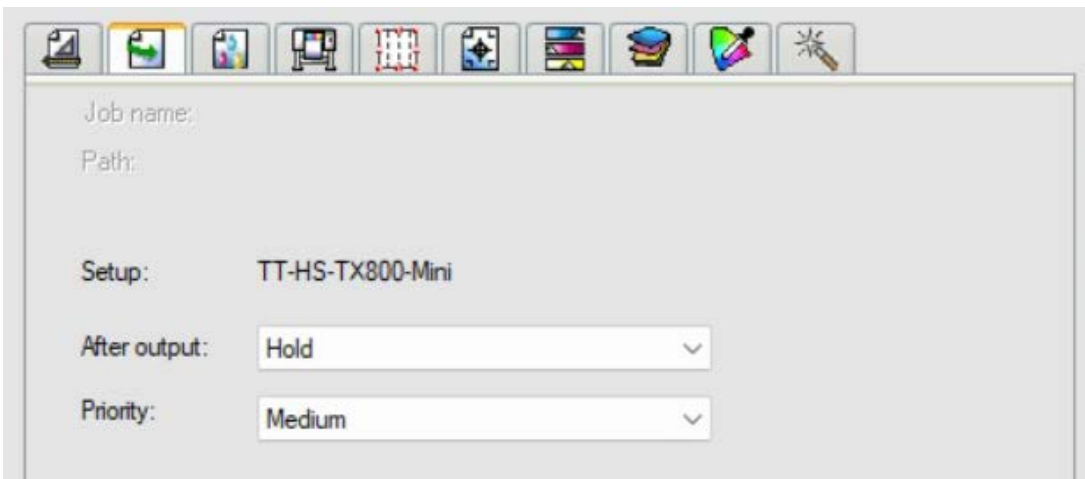 Job name:
Path:
Setup: TT-HS-TX800-Mini
After output: Hold
Priority: Medium